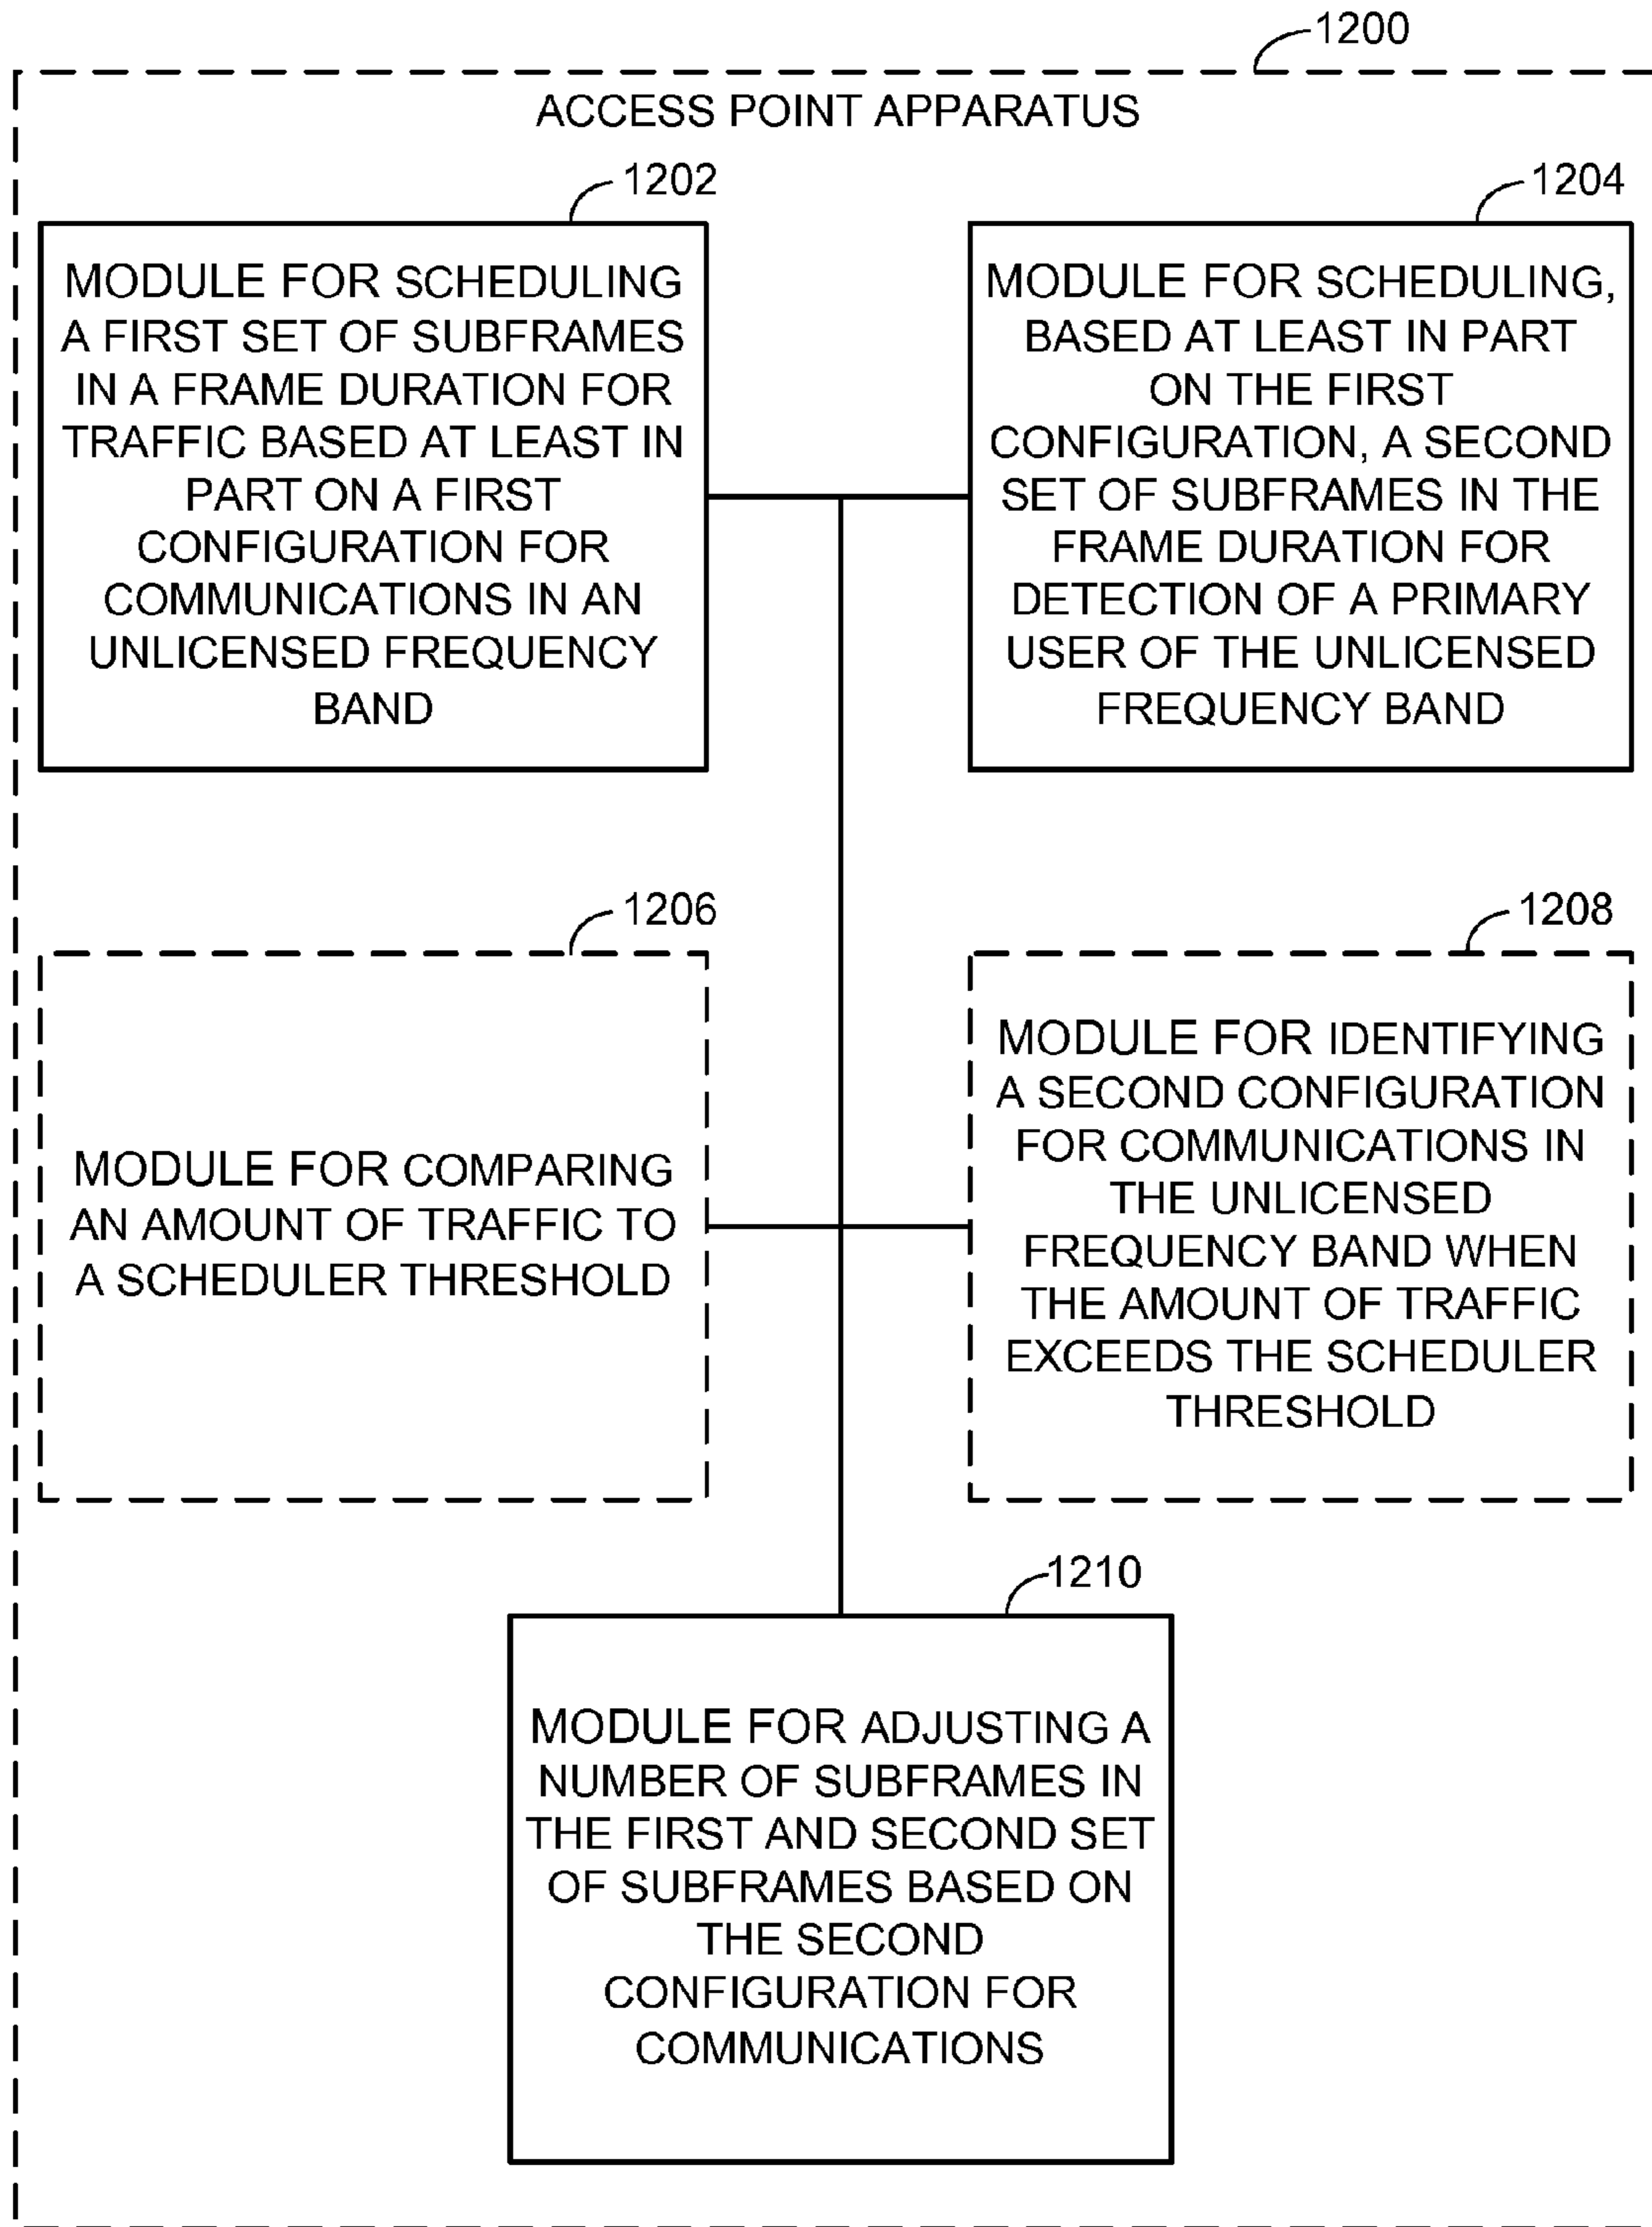 1200
ACCESS POINT APPARATUS
1202
MODULE FOR SCHEDULING
A FIRST SET OF SUBFRAMES
IN A FRAME DURATION FOR
TRAFFIC BASED AT LEAST IN
PART ON A FIRST
CONFIGURATION FOR
COMMUNICATIONS IN AN
UNLICENSED FREQUENCY
BAND
1204
MODULE FOR SCHEDULING,
BASED AT LEAST IN PART
ON THE FIRST
CONFIGURATION, A SECOND
SET OF SUBFRAMES IN THE
FRAME DURATION FOR
DETECTION OF A PRIMARY
USER OF THE UNLICENSED
FREQUENCY BAND
1206
MODULE FOR COMPARING
AN AMOUNT OF TRAFFIC TO
A SCHEDULER THRESHOLD
1208
MODULE FOR IDENTIFYING
A SECOND CONFIGURATION
FOR COMMUNICATIONS IN
THE UNLICENSED
FREQUENCY BAND WHEN
THE AMOUNT OF TRAFFIC
EXCEEDS THE SCHEDULER
THRESHOLD
1210
MODULE FOR ADJUSTING A
NUMBER OF SUBFRAMES IN
THE FIRST AND SECOND SET
OF SUBFRAMES BASED ON
THE SECOND
CONFIGURATION FOR
COMMUNICATIONS